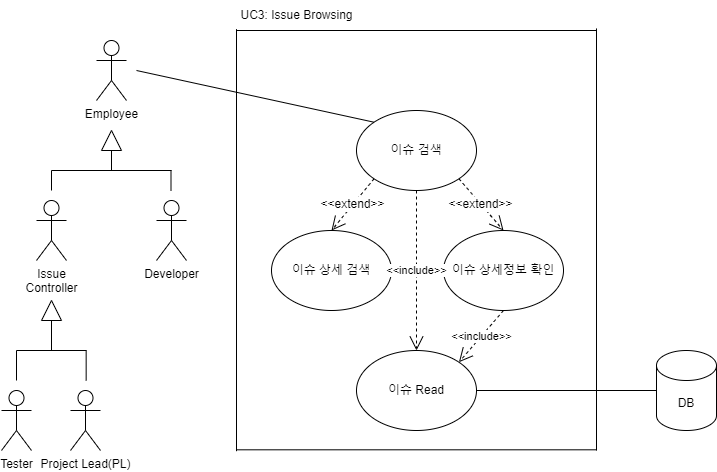 UC3: Issue Browsing
Employee
이슈 검색
<<extend>>
<<extend>>
Issue
Controller
Developer
이슈 상세 검색
<<include>>
이슈 상세정보 확인
<<include>>
이슈 Read
DB
Tester
Project Lead(PL)